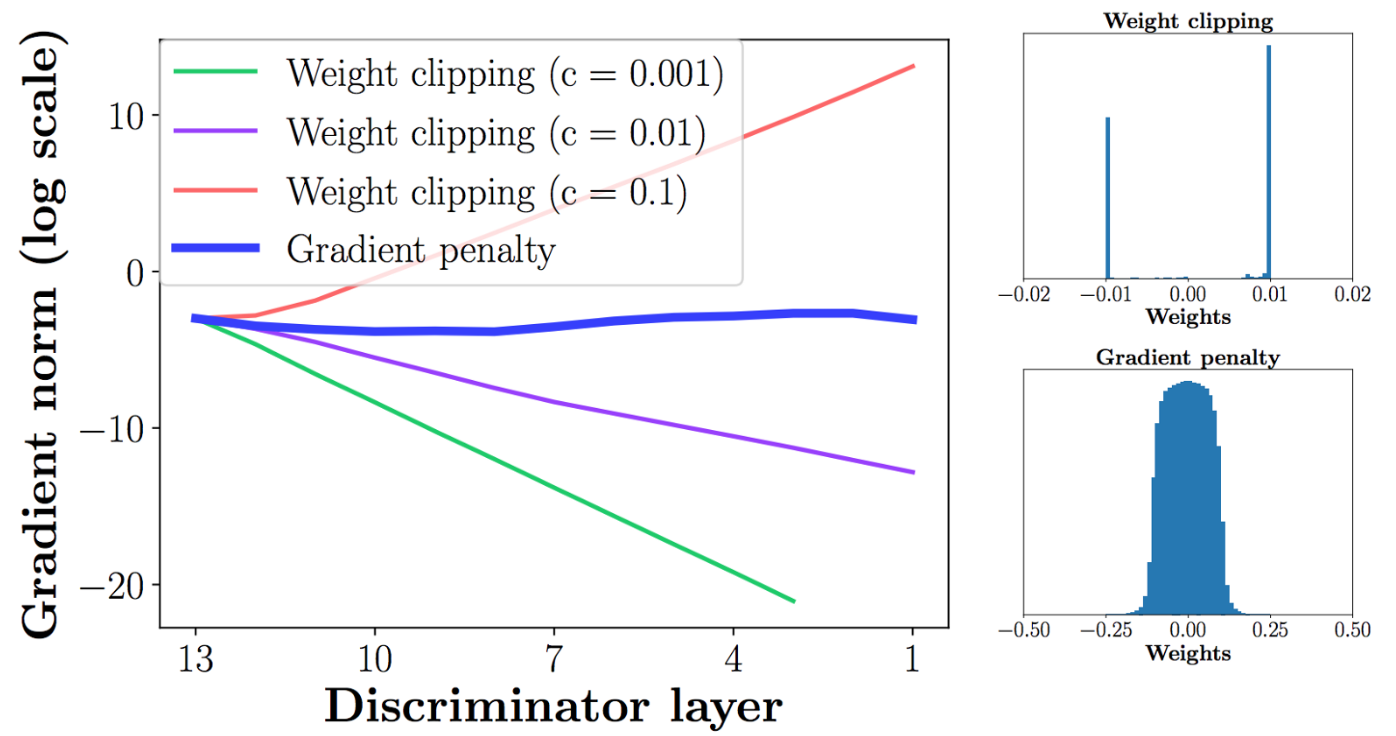 Gradient norm (log scale)
10
0
−10
−20
Weight clipping (c = 0.001)
Weight clipping (c = 0.01)
Weight clipping (c = 0.1)
Gradient penalty
13 10 7 4 1
Discriminator layer
Weight clipping
−0.02 −0.01 0.00 0.01 0.02
Weights
Gradient penalty
−0.50 −0.25 0.00 0.25 0.50
Weights